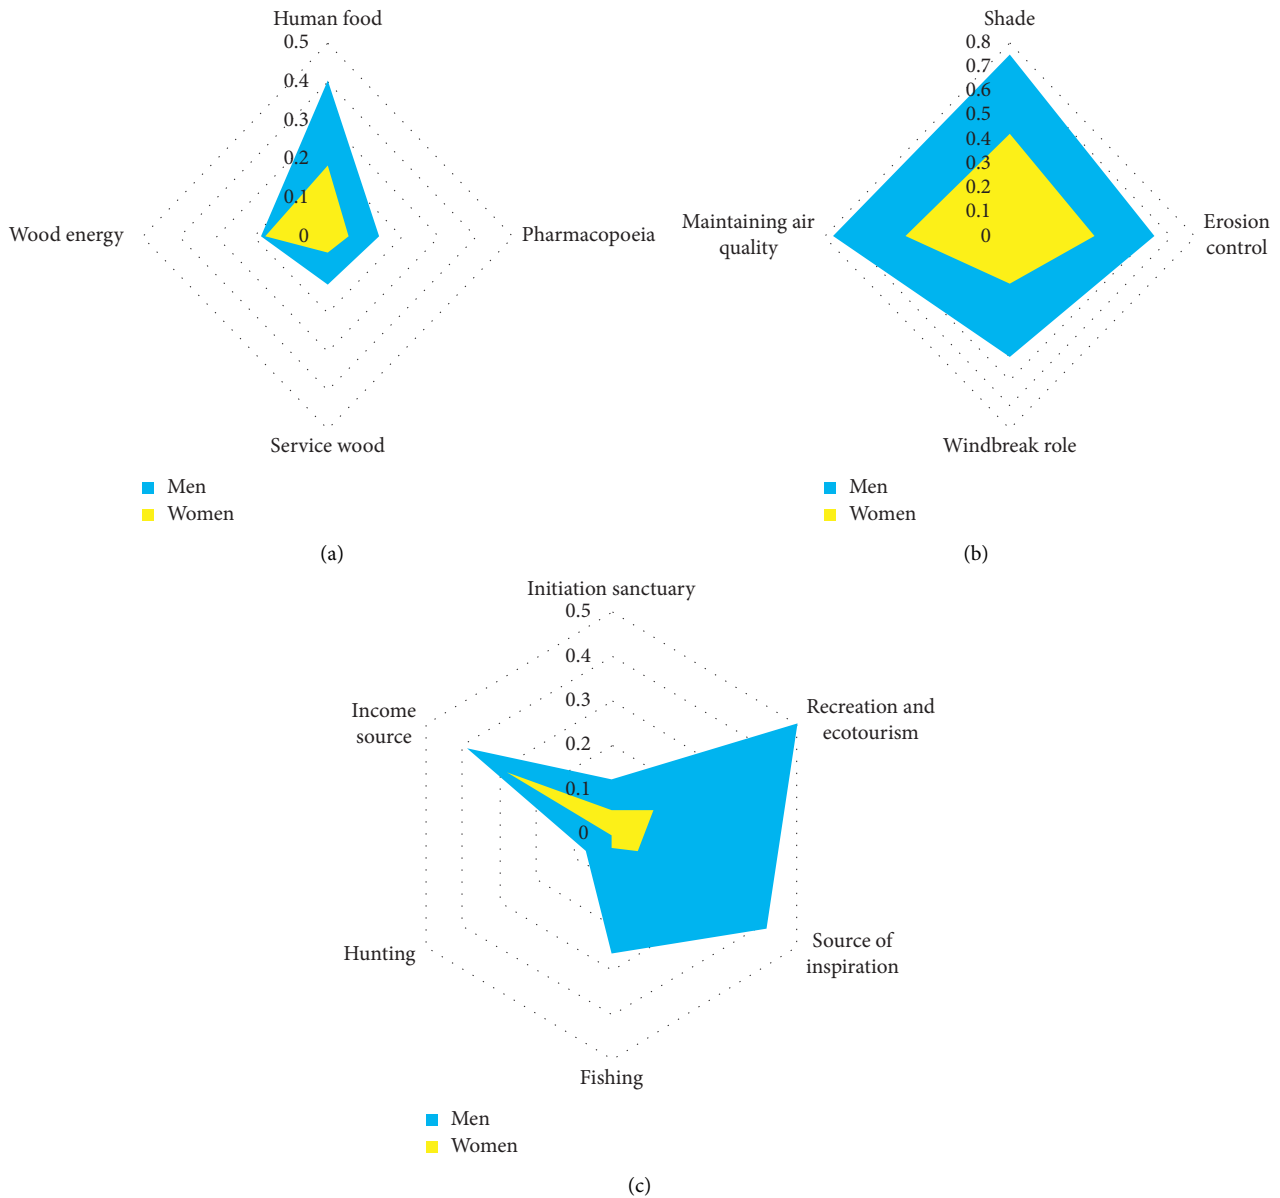 Human food
0.5
0.4
0.3
0.2
0.1
0
Wood energy
Pharmacopoeia
Service wood
Men
Women
(a)
Shade
0.8
0.7
0.6
0.5
0.4
0.3
0.2
0.1
0
Maintaining air
quality
Erosion
control
Windbreak role
Men
Women
(b)
Initiation sanctuary
0.5
0.4
0.3
0.2
0.1
0
Income
source
Recreation and
ecotourism
Hunting
Source of
inspiration
Fishing
Men
Women
(c)